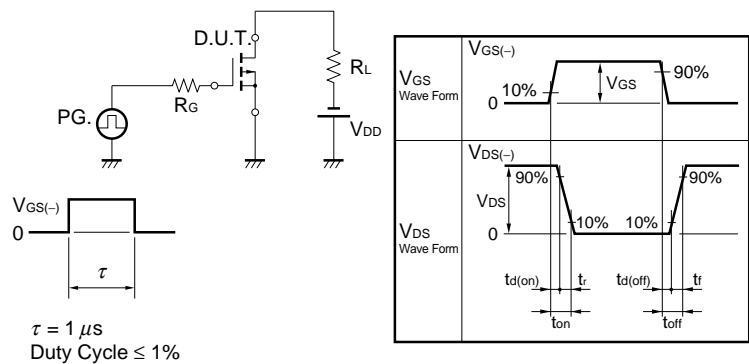 D.U.T.
RL
RG
PG.
VDD
VGS(−)
0
τ
τ = 1 μs
Duty Cycle ≤ 1%
VGS
Wave Form
VGS(−)
10%
VGS
90%
0
VDS
Wave Form
VDS(−)
90%
90%
VDS
10%
10%
0
td(on)
tr
td(off)
tf
ton
toff